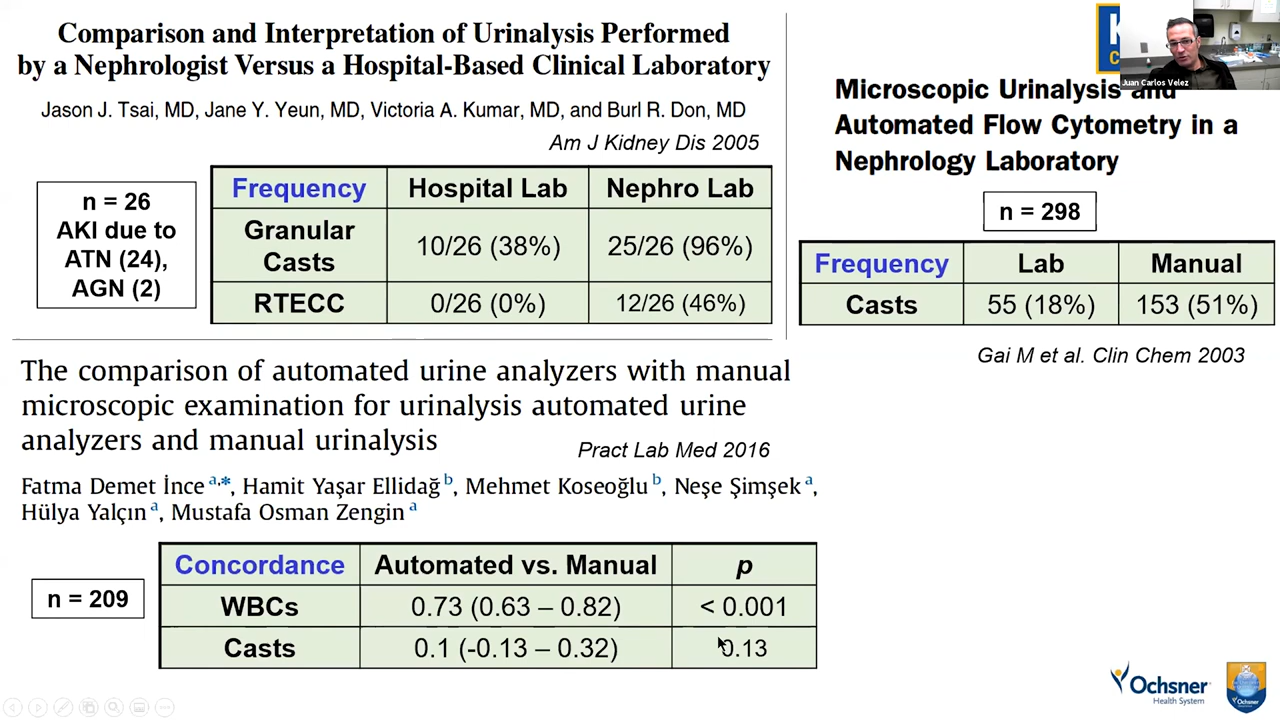 Comparison and Interpretation of Urinalysis Performed
by a Nephrologist Versus a Hospital-Based Clinical Laboratory
Jason J. Tsai, MD, Jane Y. Yeun, MD, Victoria A. Kumar, MD, and Burl R. Don, MD
Am J Kidney Dis 2005
n = 26
AKI due to
ATN (24),
AGN (2)
Frequency Hospital Lab Nephro Lab
Granular
Casts 10/26 (38%) 25/26 (96%)
RTECC 0/26 (0%) 12/26 (46%)
Juan Carlos Velez
Microscopic Urinalysis and
Automated Flow Cytometry in a
Nephrology Laboratory
n = 298
Frequency Lab Manual
Casts 55 (18%) 153 (51%)
Gai M et al. Clin Chem 2003
The comparison of automated urine analyzers with manual
microscopic examination for urinalysis automated urine
analyzers and manual urinalysis
Pract Lab Med 2016
Fatma Demet İnce a,*, Hamit Yaşar Ellidağ b, Mehmet Koseoğlu b, Neşe Şimşek a,
Hülya Yalçın a, Mustafa Osman Zengin a
n = 209
Concordance Automated vs. Manual p
WBCs 0.73 (0.63 – 0.82) < 0.001
Casts 0.1 (-0.13 – 0.32) 0.13
Ochsner
Health System